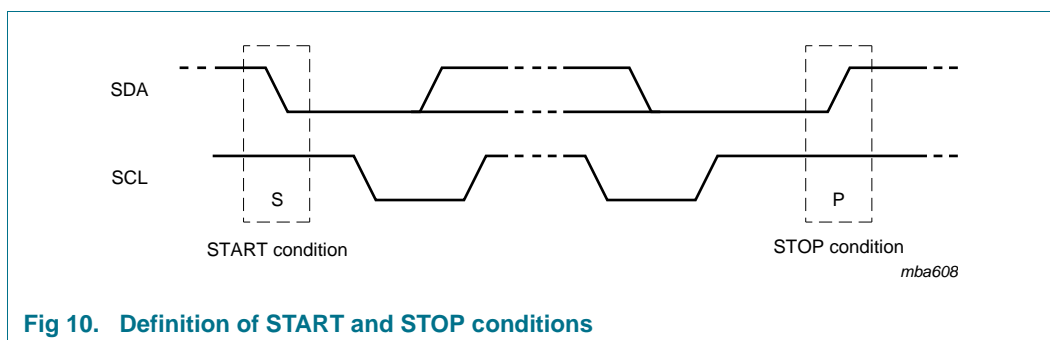 SDA
SCL
S
P
START condition
STOP condition
mba608
Fig 10. Definition of START and STOP conditions